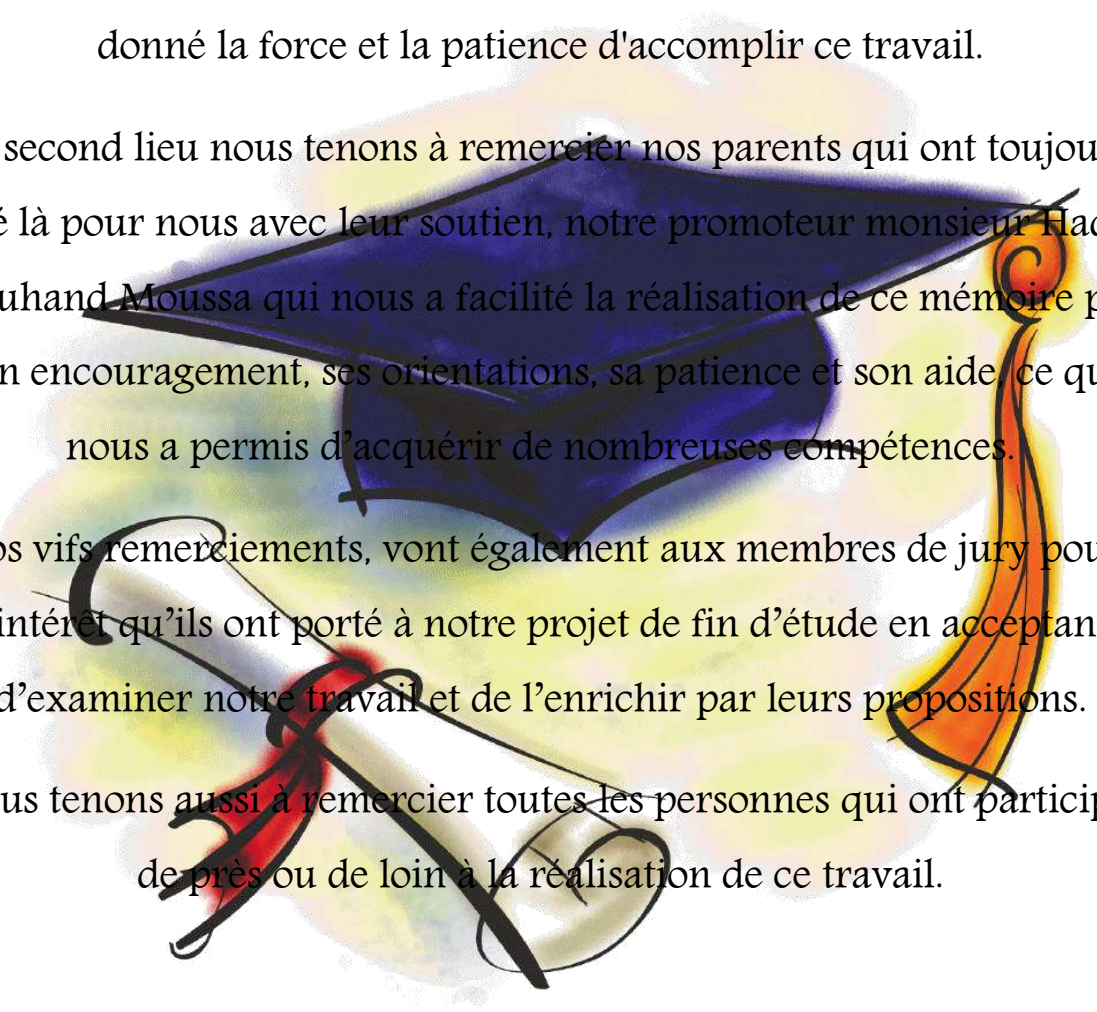 donné la force et la patience d'accomplir ce travail.
second lieu nous tenons à remercier nos parents qui ont toujou
é là pour nous avec leur soutien, notre promoteur monsieur Had
uhand Moussa qui nous a facilité la réalisation de ce mémoire p
n encouragement, ses orientations, sa patience et son aide, ce qu
nous a permis d’acquérir de nombreuses compétences.
os vifs remerciements, vont également aux membres de jury pou
intérêt qu’ils ont porté à notre projet de fin d’étude en acceptan
d’examiner notre travail et de l’enrichir par leurs propositions.
us tenons aussi à remercier toutes les personnes qui ont particip
de près ou de loin à la réalisation de ce travail.